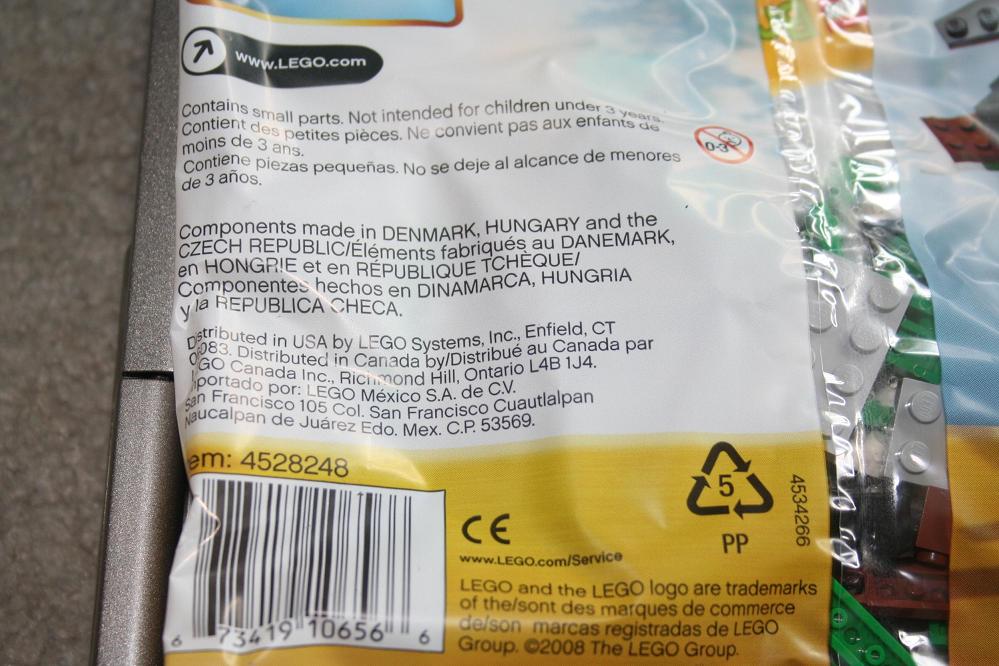 www.LEGO.com
Contains small parts. Not intended for children under 3 years.
Contient des petites pièces. Ne convient pas aux enfants de
moins de 3 ans.
Contiene piezas pequeñas. No se deje al alcance de menores
de 3 años.
0-3
Components made in DENMARK, HUNGARY and the
CZECH REPUBLIC/Éléments fabriqués au DANEMARK,
en HONGRIE et en RÉPUBLIQUE TCHÈQUE/
Componentes hechos en DINAMARCA, HUNGRIA
y la REPUBLICA CHECA.
Distributed in USA by LEGO Systems, Inc., Enfield, CT
06083. Distributed in Canada by/Distribué au Canada par
GO Canada Inc., Richmond Hill, Ontario L4B 1J4.
portado por: LEGO México S.A. de C.V.
San Francisco 105 Col. San Francisco Cuautlalpan
Naucalpan de Juárez Edo. Mex. C.P. 53569.
em: 4528248
6 73419 10656 6
CE
www.LEGO.com/Service
5
PP
4534266
LEGO and the LEGO logo are trademarks
of the/sont des marques de commerce
de/son marcas registradas de LEGO
Group. ©2008 The LEGO Group.